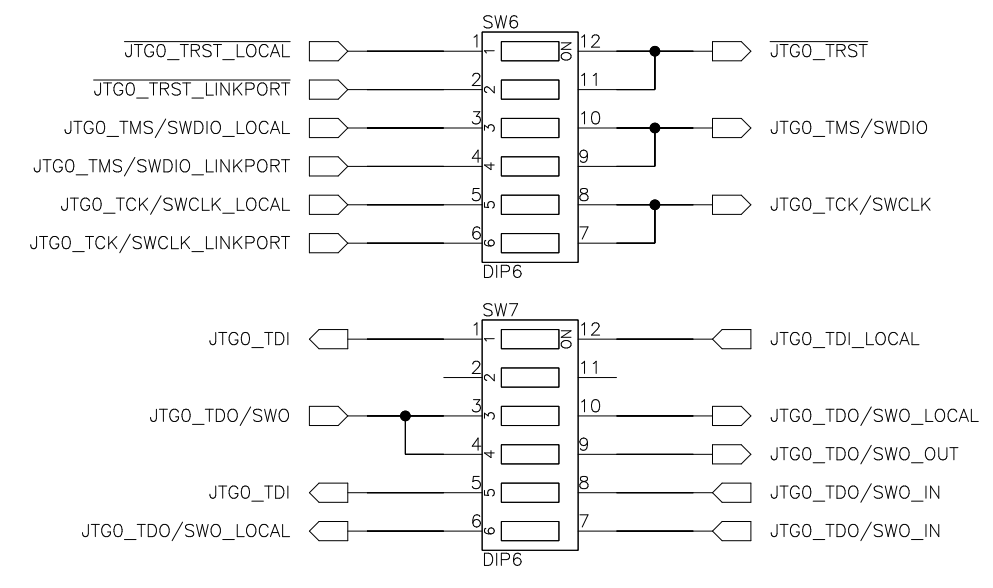 SW6
JTG0_TRST_LOCAL 1 1 ON 12 JTG0_TRST
JTG0_TRST_LINKPORT 2 2 11
JTG0_TMS/SWDIO_LOCAL 3 3 10 JTG0_TMS/SWDIO
JTG0_TMS/SWDIO_LINKPORT 4 4 9
JTG0_TCK/SWCLK_LOCAL 5 5 8 JTG0_TCK/SWCLK
JTG0_TCK/SWCLK_LINKPORT 6 6 7
DIP6
SW7
JTG0_TDI 1 1 ON 12 JTG0_TDI_LOCAL
2 2 11
JTG0_TDO/SWO 3 3 10 JTG0_TDO/SWO_LOCAL
4 4 9 JTG0_TDO/SWO_OUT
JTG0_TDI 5 5 8 JTG0_TDO/SWO_IN
JTG0_TDO/SWO_LOCAL 6 6 7 JTG0_TDO/SWO_IN
DIP6